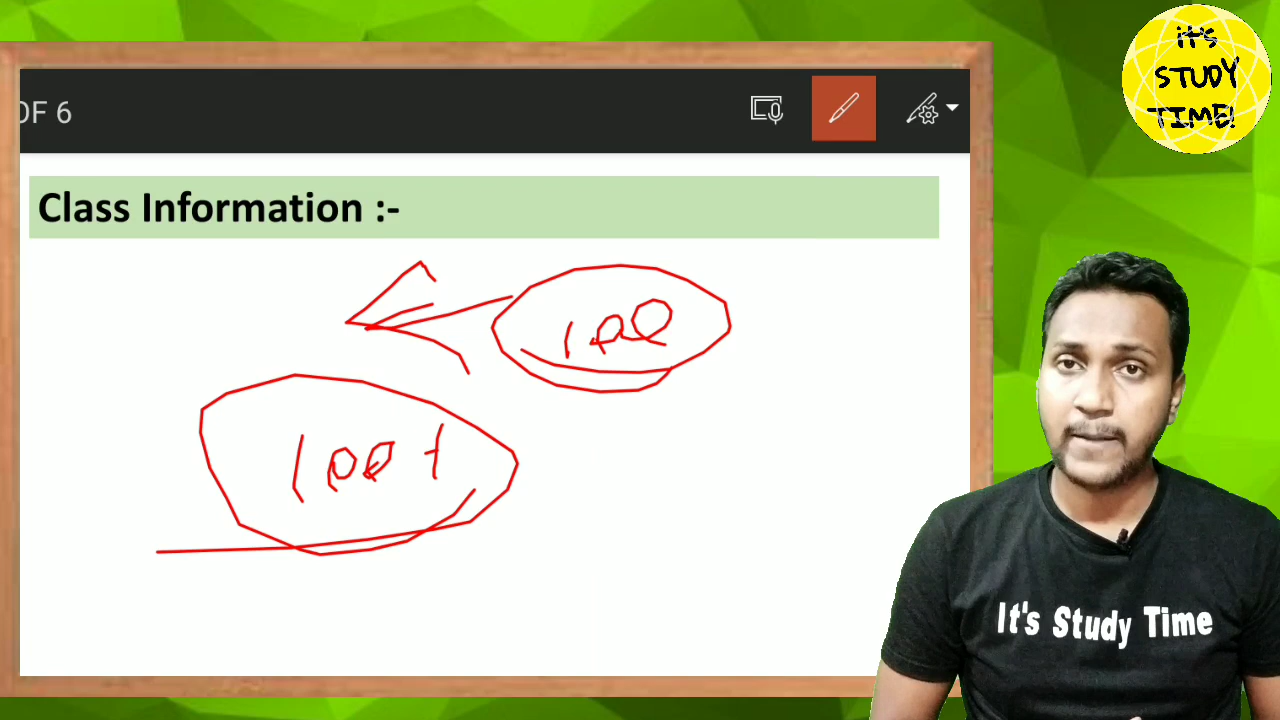 it's
STUDY
TIME!
OF 6
Class Information :-
100
100+
It's Study Time